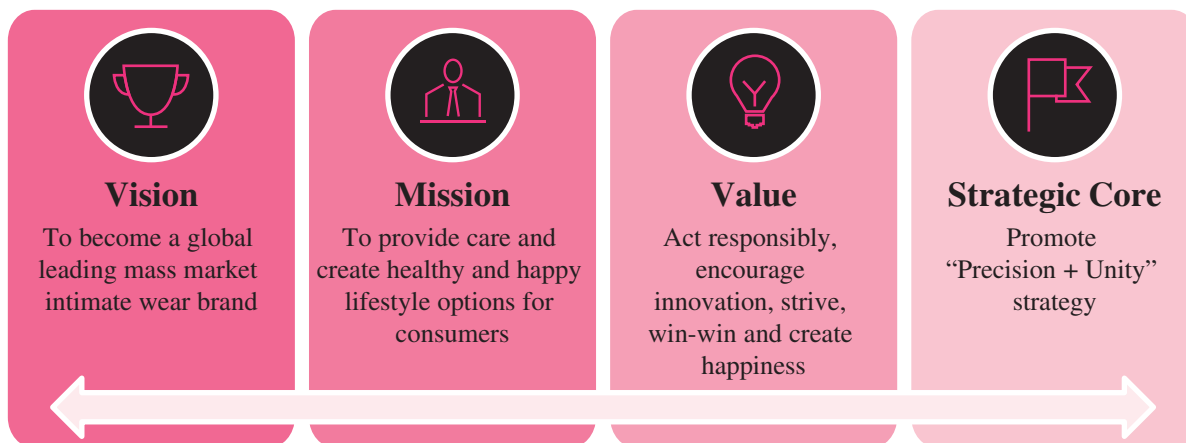 Vision
To become a global
leading mass market
intimate wear brand
Mission
To provide care and
create healthy and happy
lifestyle options for
consumers
Value
Act responsibly,
encourage
innovation, strive,
win-win and create
happiness
Strategic Core
Promote
“Precision + Unity”
strategy